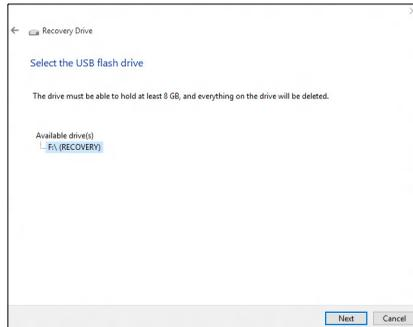 Recovery Drive
Select the USB flash drive
The drive must be able to hold at least 8 GB, and everything on the drive will be deleted.
Available drive(s)
F:\ (RECOVERY)
Next Cancel